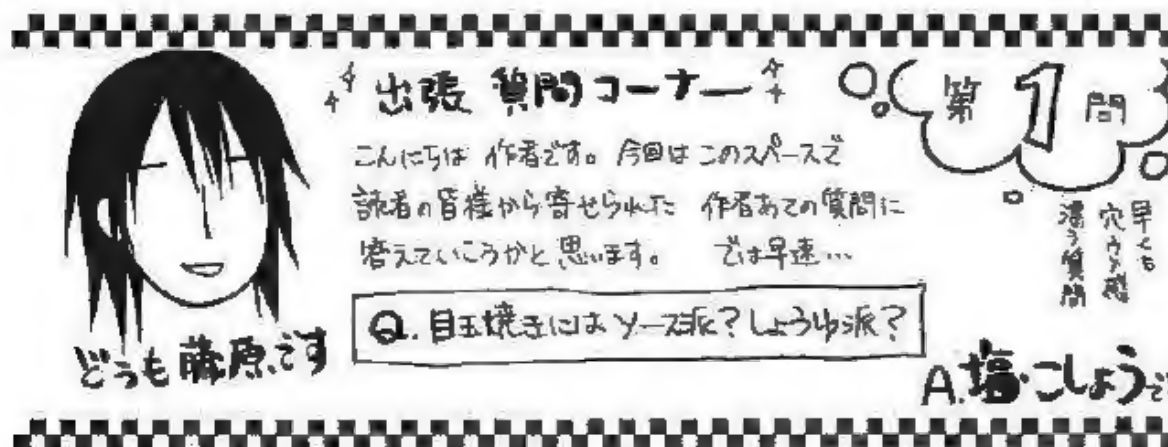 出張 質問コーナー
こんにちは 作者です。今回はこのスペースで
読者の皆様から寄せられた 作者あての質問に
答えていこうかと思います。 では早速…
Q. 目玉焼きにはソース派?しょうゆ派?
どうも藤原です
第1問
早くも
穴ウメ感
漂う質問
A.塩・こしょうで